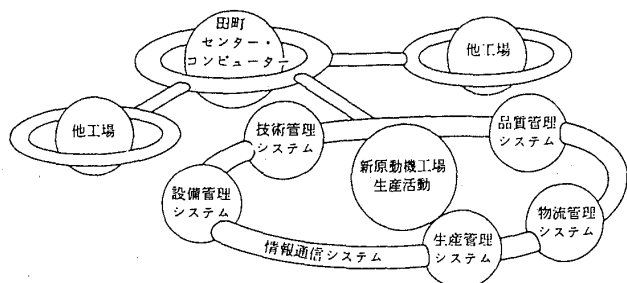 田町
センター・
コンピューター
他工場
他工場
技術管理
システム
品質管理
システム
新原動機工場
生産活動
設備管理
システム
物流管理
システム
情報通信システム
生産管理
システム